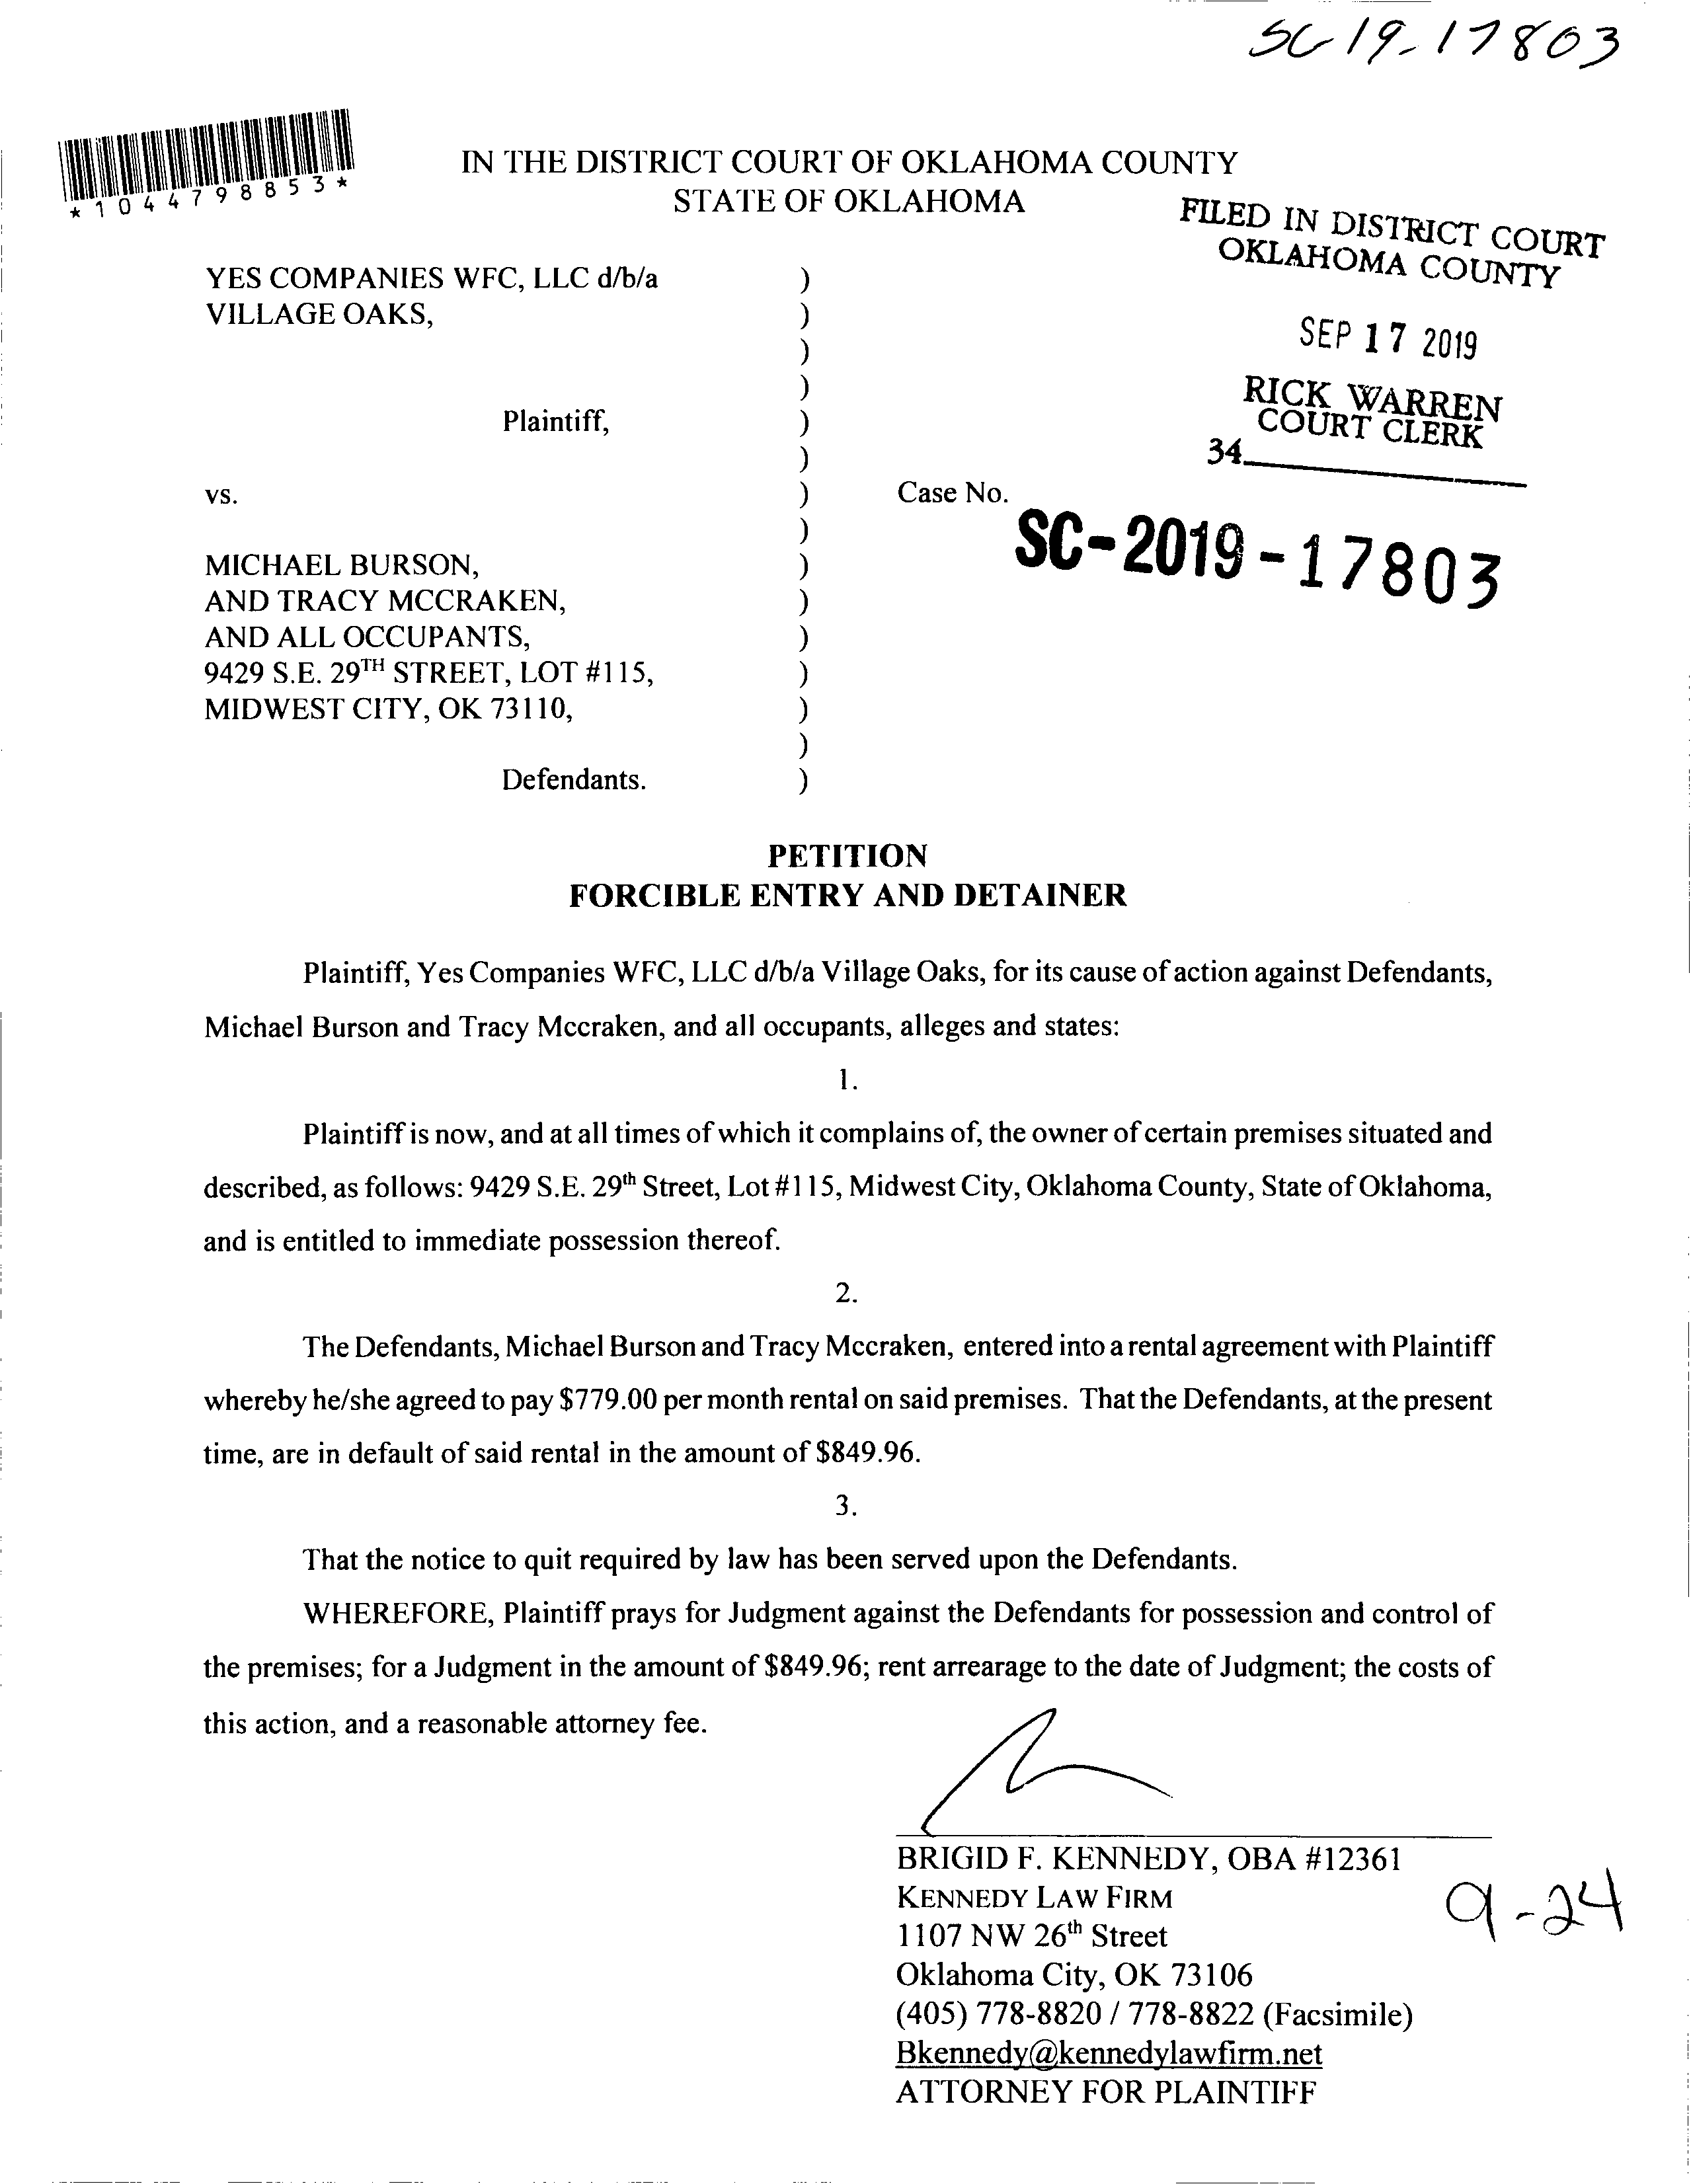 SC 19-17803
*1044798853*
IN THE DISTRICT COURT OF OKLAHOMA COUNTY
STATE OF OKLAHOMA
FILED IN DISTRICT COURT
OKLAHOMA COUNTY
SEP 17 2019
RICK WARREN
COURT CLERK
34
YES COMPANIES WFC, LLC d/b/a )
VILLAGE OAKS, )
)
)
Plaintiff, )
)
vs. ) Case No. SC-2019-17803
)
MICHAEL BURSON, )
AND TRACY MCCRAKEN, )
AND ALL OCCUPANTS, )
9429 S.E. 29TH STREET, LOT #115, )
MIDWEST CITY, OK 73110, )
)
Defendants. )
PETITION
FORCIBLE ENTRY AND DETAINER
Plaintiff, Yes Companies WFC, LLC d/b/a Village Oaks, for its cause of action against Defendants,
Michael Burson and Tracy Mccraken, and all occupants, alleges and states:
1.
Plaintiff is now, and at all times of which it complains of, the owner of certain premises situated and
described, as follows: 9429 S.E. 29th Street, Lot #115, Midwest City, Oklahoma County, State of Oklahoma,
and is entitled to immediate possession thereof.
2.
The Defendants, Michael Burson and Tracy Mccraken, entered into a rental agreement with Plaintiff
whereby he/she agreed to pay $779.00 per month rental on said premises. That the Defendants, at the present
time, are in default of said rental in the amount of $849.96.
3.
That the notice to quit required by law has been served upon the Defendants.
WHEREFORE, Plaintiff prays for Judgment against the Defendants for possession and control of
the premises; for a Judgment in the amount of $849.96; rent arrearage to the date of Judgment; the costs of
this action, and a reasonable attorney fee.
BRIGID F. KENNEDY, OBA #12361
KENNEDY LAW FIRM
1107 NW 26th Street
Oklahoma City, OK 73106
(405) 778-8820 / 778-8822 (Facsimile)
Bkennedy@kennedylawfirm.net
ATTORNEY FOR PLAINTIFF
9-24